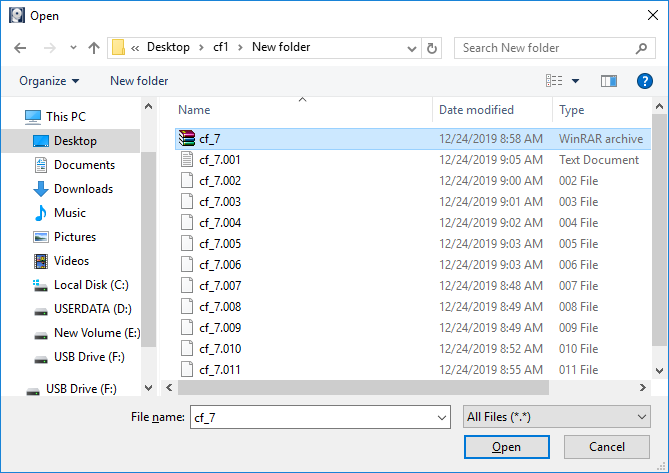 Open
« Desktop › cf1 › New folder
Search New folder
Organize New folder
?
Name Date modified Type
This PC
Desktop
Documents
Downloads
Music
Pictures
Videos
Local Disk (C:)
USERDATA (D:)
New Volume (E:)
USB Drive (F:)
USB Drive (F:)
cf_7 12/24/2019 8:58 AM WinRAR archive
cf_7.001 12/24/2019 9:05 AM Text Document
cf_7.002 12/24/2019 9:00 AM 002 File
cf_7.003 12/24/2019 9:01 AM 003 File
cf_7.004 12/24/2019 9:02 AM 004 File
cf_7.005 12/24/2019 9:03 AM 005 File
cf_7.006 12/24/2019 9:03 AM 006 File
cf_7.007 12/24/2019 8:48 AM 007 File
cf_7.008 12/24/2019 8:49 AM 008 File
cf_7.009 12/24/2019 8:49 AM 009 File
cf_7.010 12/24/2019 8:52 AM 010 File
cf_7.011 12/24/2019 8:55 AM 011 File
File name: cf_7 All Files (*.*)
Open Cancel